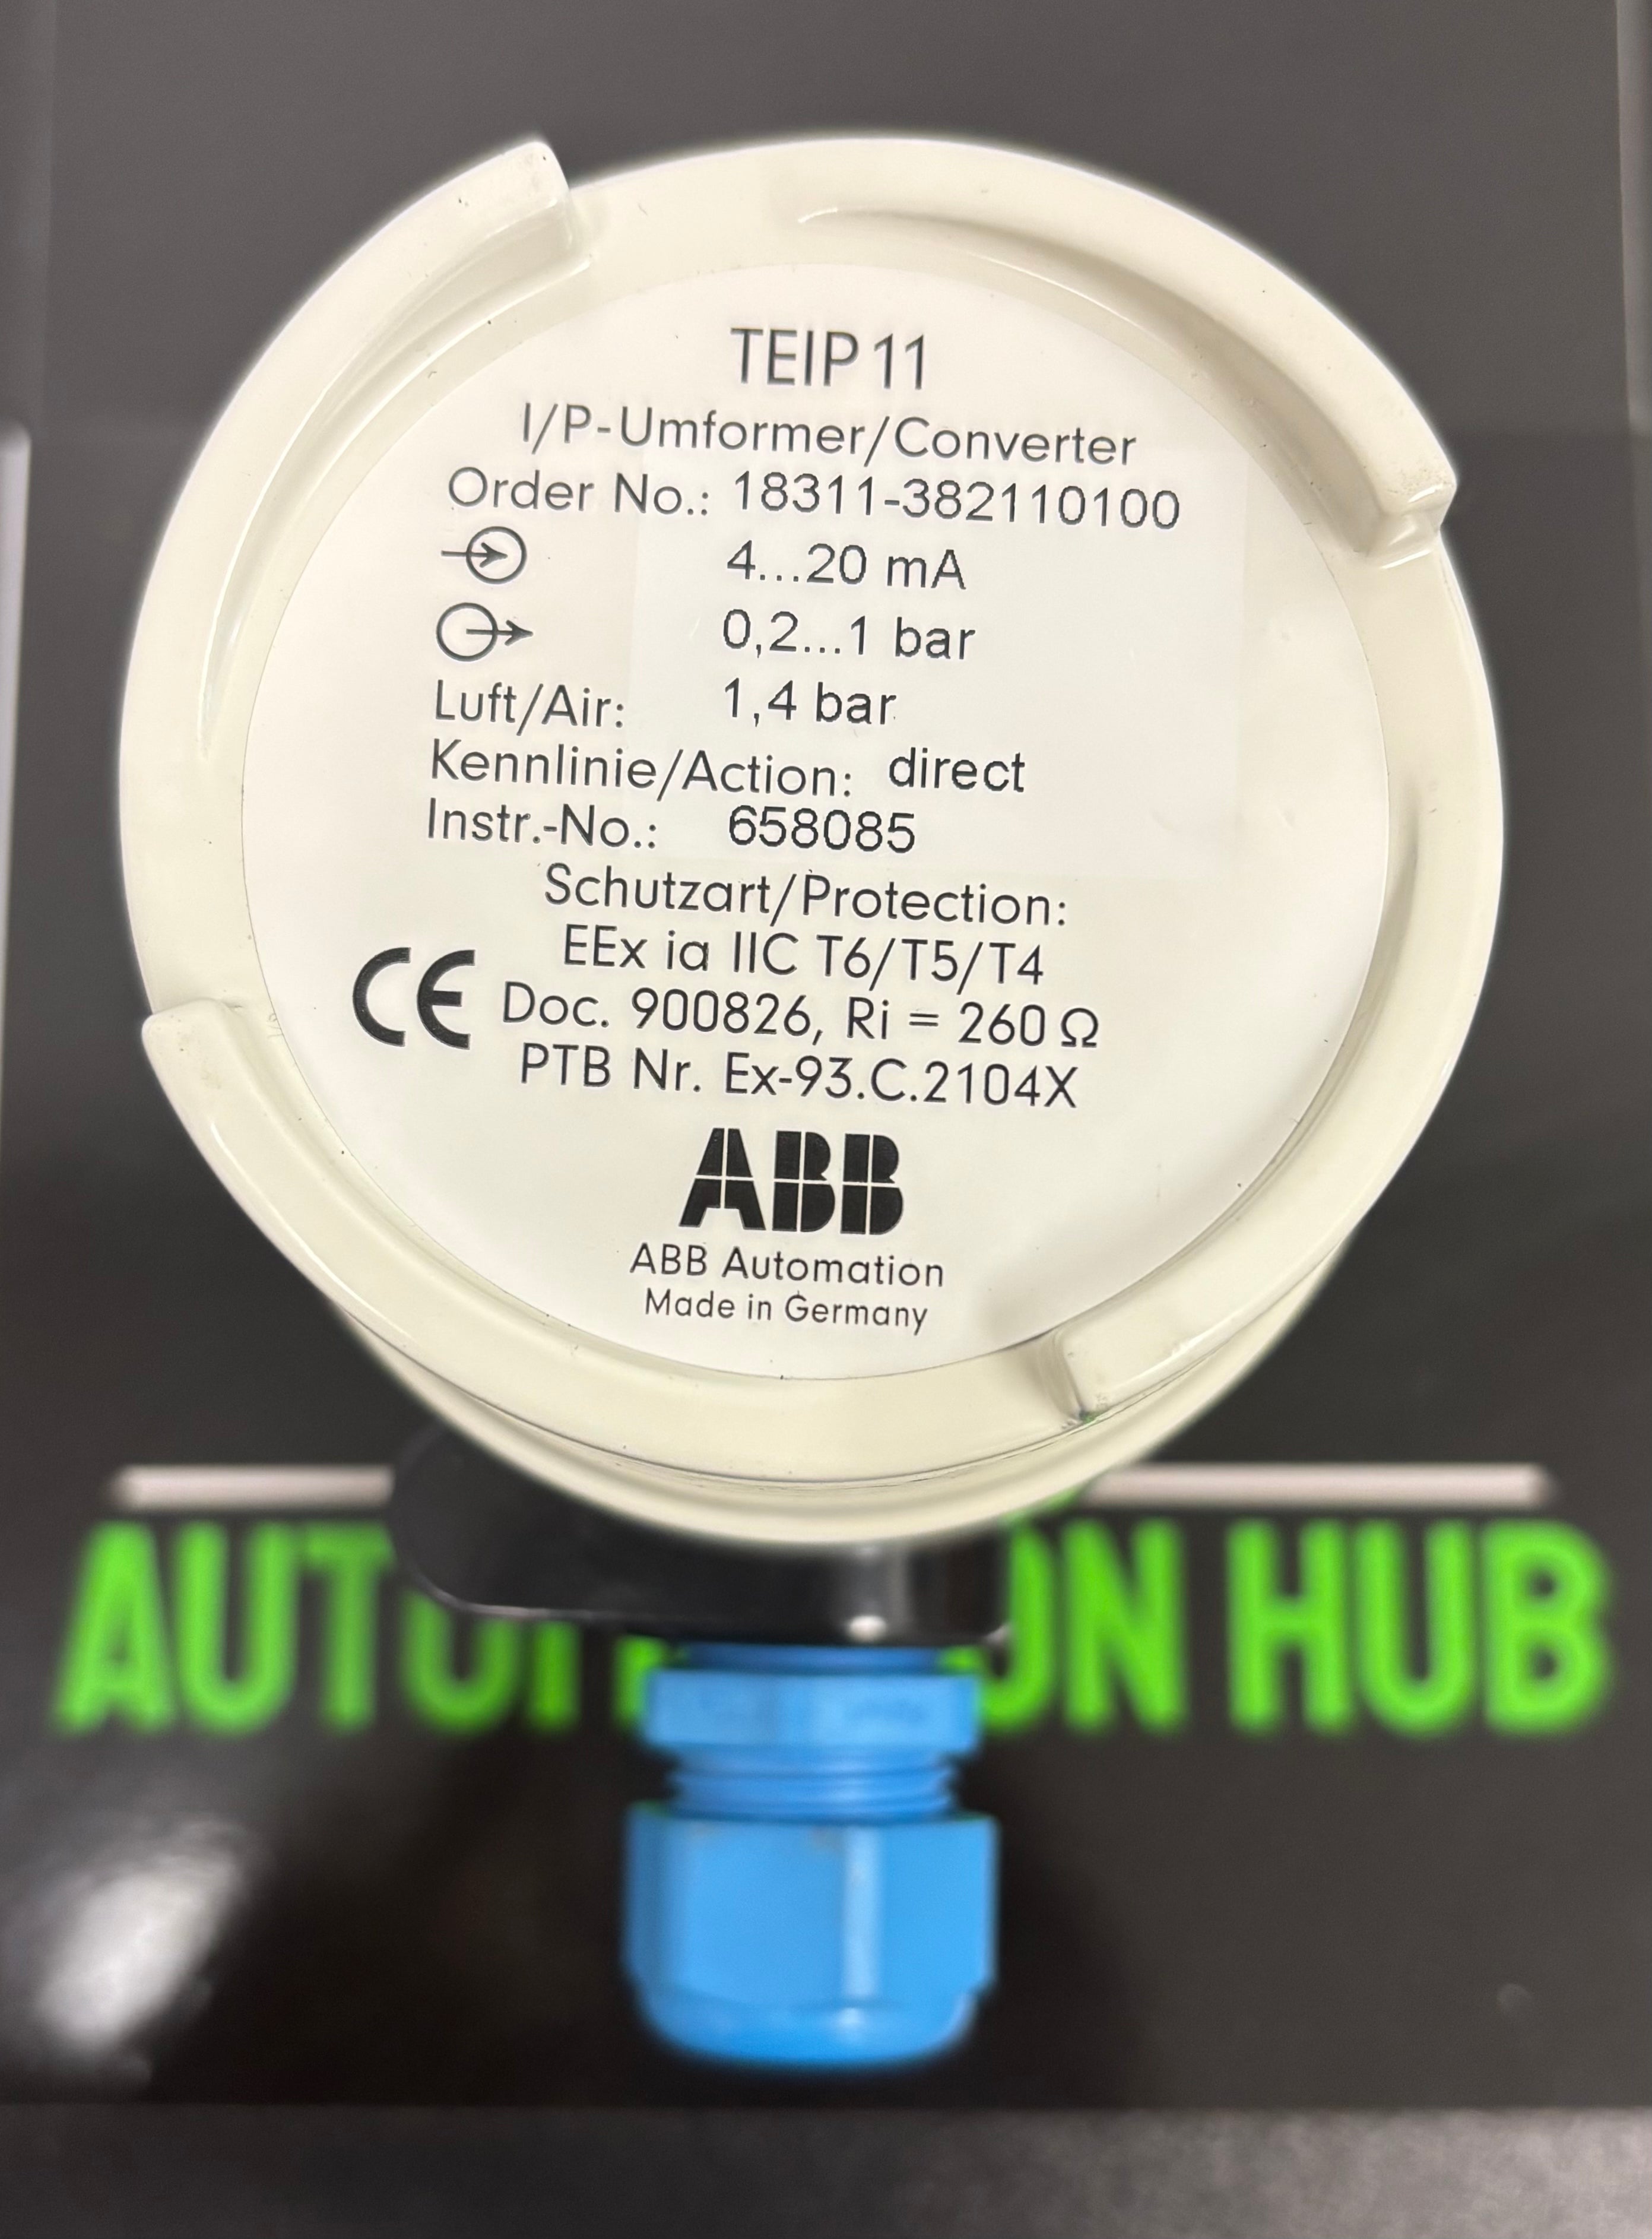 TEIP 11
I/P-Umformer/Converter
Order No.: 18311-382110100
4...20 mA
0,2...1 bar
Luft/Air: 1,4 bar
Kennlinie/Action: direct
Instr.-No.: 658085
Schutzart/Protection:
EEx ia IIC T6/T5/T4
CE Doc. 900826, Ri = 260 Ω
PTB Nr. Ex-93.C.2104X
ABB
ABB Automation
Made in Germany
HUB